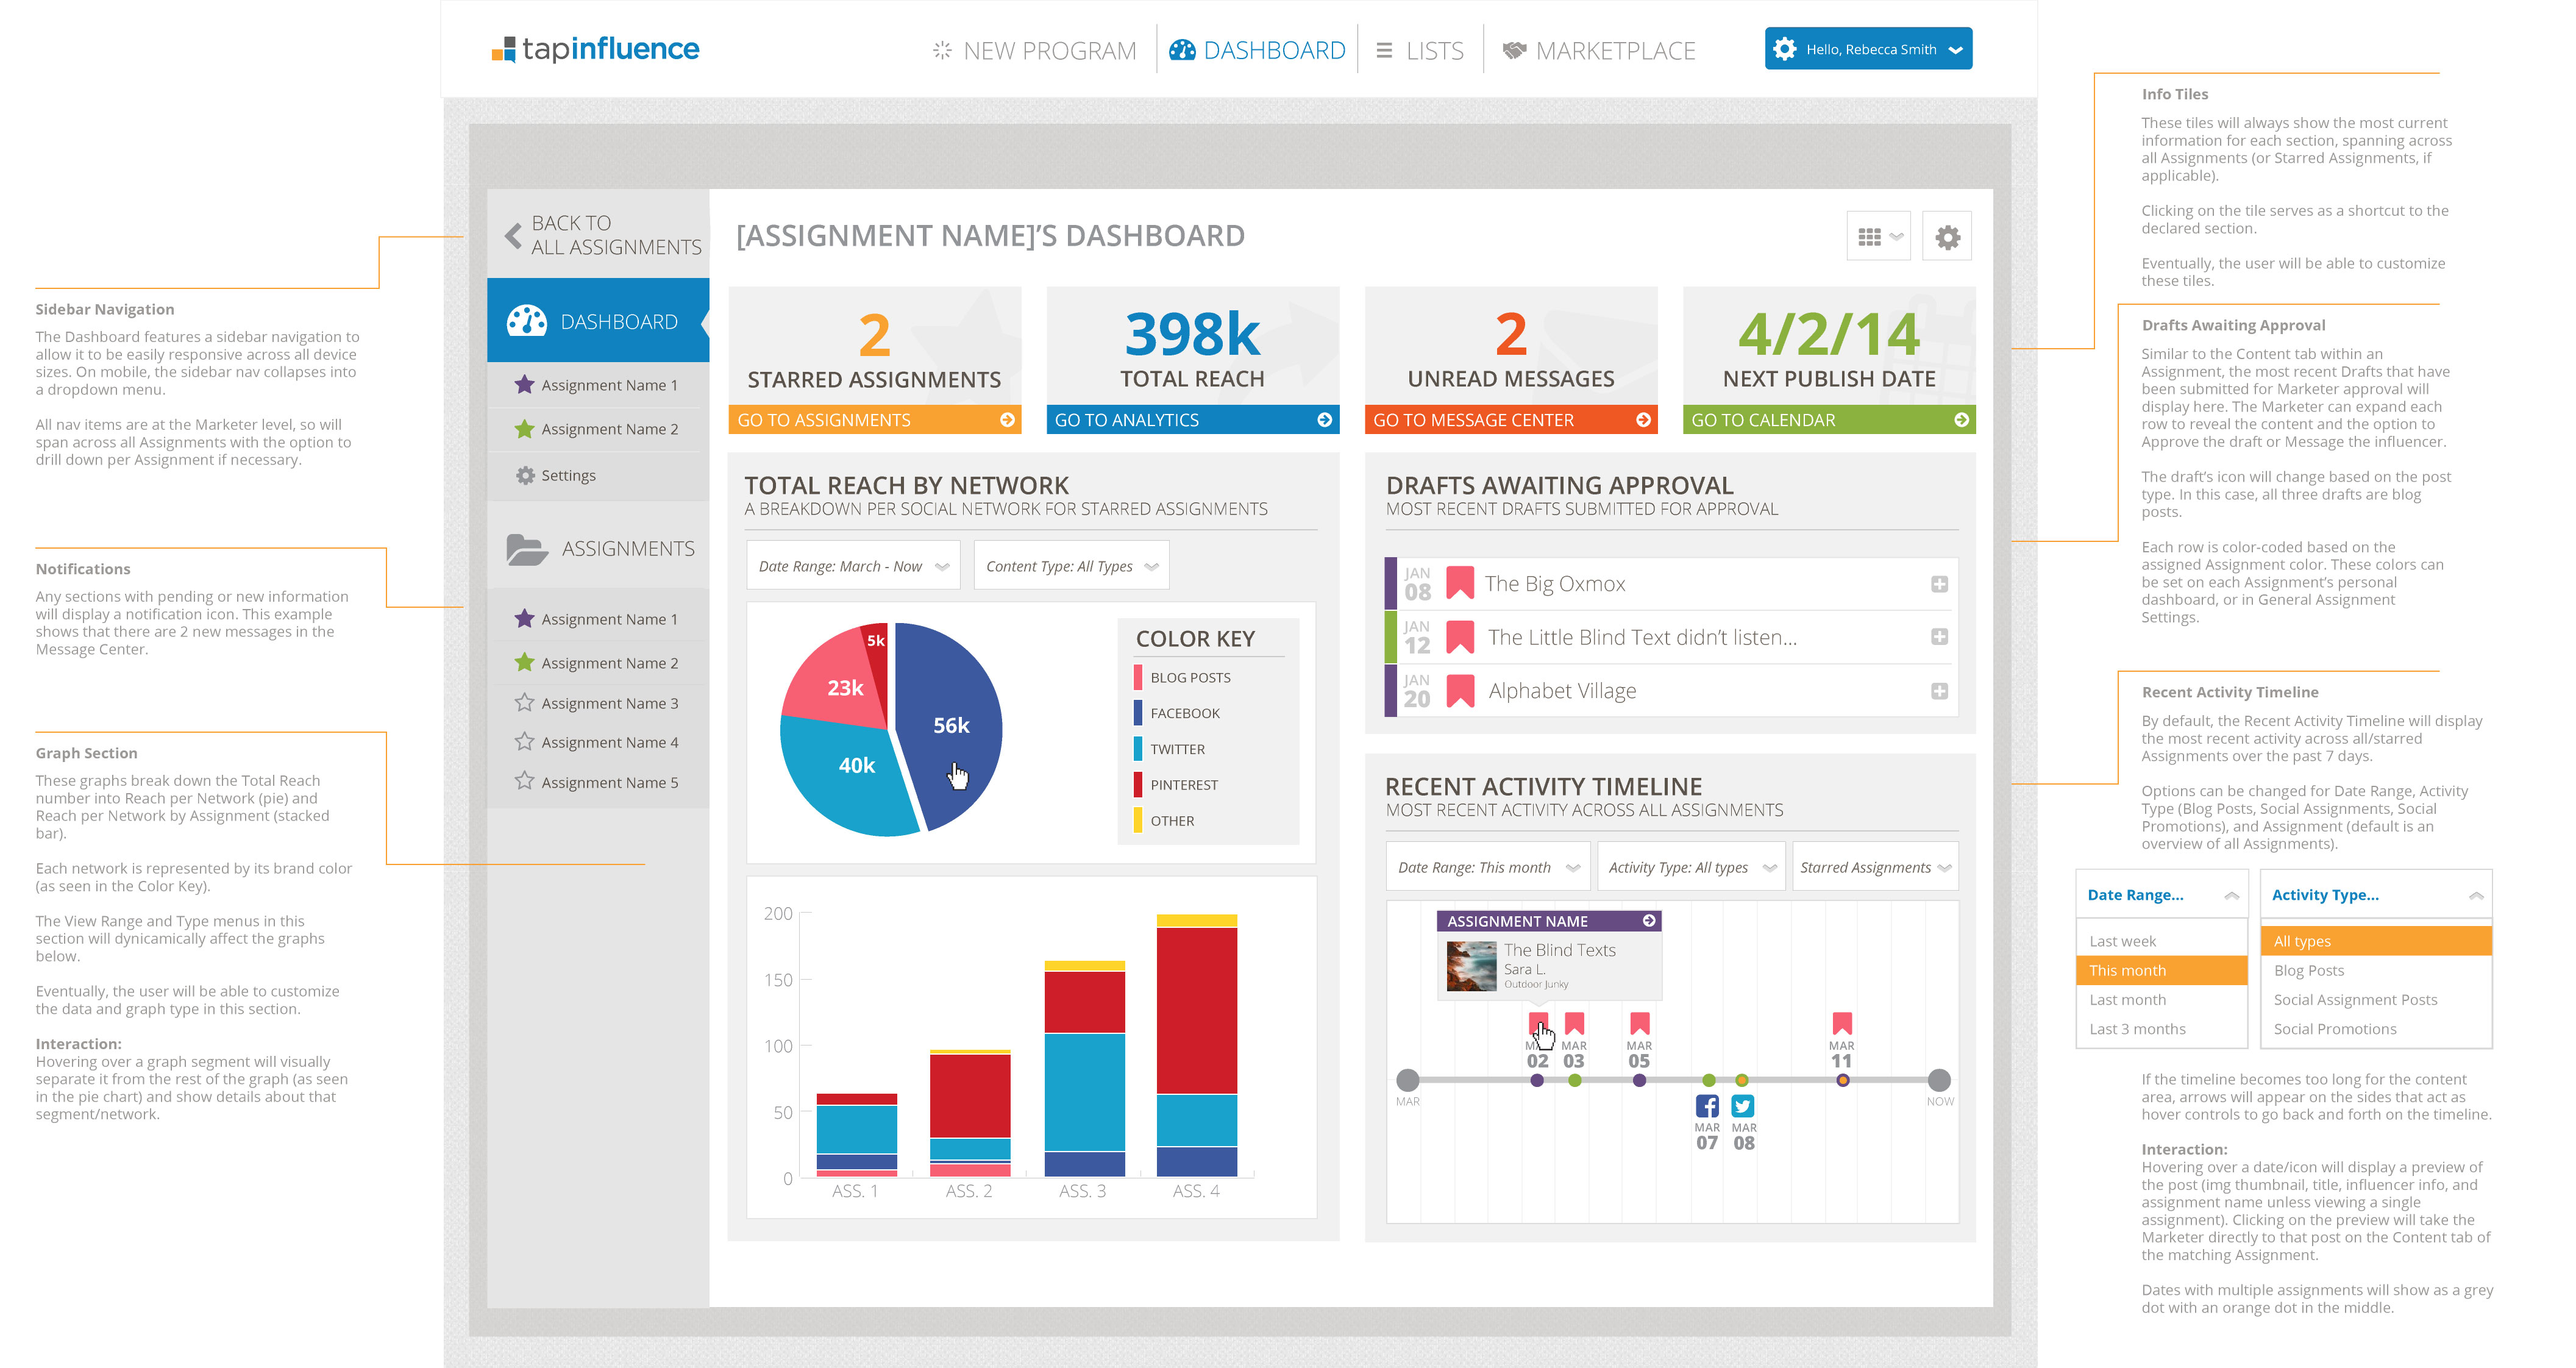 tapinfluence
NEW PROGRAM
DASHBOARD
LISTS
MARKETPLACE
Hello, Rebecca Smith
Sidebar Navigation
The Dashboard features a sidebar navigation to
allow it to be easily responsive across all device
sizes. On mobile, the sidebar nav collapses into
a dropdown menu.
All nav items are at the Marketer level, so will
span across all Assignments with the option to
drill down per Assignment if necessary.
Notifications
Any sections with pending or new information
will display a notification icon. This example
shows that there are 2 new messages in the
Message Center.
Graph Section
These graphs break down the Total Reach
number into Reach per Network (pie) and
Reach per Network by Assignment (stacked
bar).
Each network is represented by its brand color
(as seen in the Color Key).
The View Range and Type menus in this
section will dynicamically affect the graphs
below.
Eventually, the user will be able to customize
the data and graph type in this section.
Interaction:
Hovering over a graph segment will visually
separate it from the rest of the graph (as seen
in the pie chart) and show details about that
segment/network.
BACK TO
ALL ASSIGNMENTS
DASHBOARD
Assignment Name 1
Assignment Name 2
Settings
ASSIGNMENTS
Assignment Name 1
Assignment Name 2
Assignment Name 3
Assignment Name 4
Assignment Name 5
[ASSIGNMENT NAME]’S DASHBOARD
2
STARRED ASSIGNMENTS
GO TO ASSIGNMENTS
398k
TOTAL REACH
GO TO ANALYTICS
2
UNREAD MESSAGES
GO TO MESSAGE CENTER
4/2/14
NEXT PUBLISH DATE
GO TO CALENDAR
TOTAL REACH BY NETWORK
A BREAKDOWN PER SOCIAL NETWORK FOR STARRED ASSIGNMENTS
Date Range: March - Now
Content Type: All Types
5k
23k
56k
40k
COLOR KEY
BLOG POSTS
FACEBOOK
TWITTER
PINTEREST
OTHER
200
150
100
50
0
ASS. 1
ASS. 2
ASS. 3
ASS. 4
DRAFTS AWAITING APPROVAL
MOST RECENT DRAFTS SUBMITTED FOR APPROVAL
JAN
08
The Big Oxmox
JAN
12
The Little Blind Text didn’t listen...
JAN
20
Alphabet Village
RECENT ACTIVITY TIMELINE
MOST RECENT ACTIVITY ACROSS ALL ASSIGNMENTS
Date Range: This month
Activity Type: All types
Starred Assignments
ASSIGNMENT NAME
The Blind Texts
Sara L.
Outdoor Junky
02
MAR
03
MAR
05
MAR
11
MAR
NOW
MAR
07
MAR
08
Info Tiles
These tiles will always show the most current
information for each section, spanning across
all Assignments (or Starred Assignments, if
applicable).
Clicking on the tile serves as a shortcut to the
declared section.
Eventually, the user will be able to customize
these tiles.
Drafts Awaiting Approval
Similar to the Content tab within an
Assignment, the most recent Drafts that have
been submitted for Marketer approval will
display here. The Marketer can expand each
row to reveal the content and the option to
Approve the draft or Message the influencer.
The draft’s icon will change based on the post
type. In this case, all three drafts are blog
posts.
Each row is color-coded based on the
assigned Assignment color. These colors can
be set on each Assignment’s personal
dashboard, or in General Assignment
Settings.
Recent Activity Timeline
By default, the Recent Activity Timeline will display
the most recent activity across all/starred
Assignments over the past 7 days.
Options can be changed for Date Range, Activity
Type (Blog Posts, Social Assignments, Social
Promotions), and Assignment (default is an
overview of all Assignments).
Date Range...
Last week
This month
Last month
Last 3 months
Activity Type...
All types
Blog Posts
Social Assignment Posts
Social Promotions
If the timeline becomes too long for the content
area, arrows will appear on the sides that act as
hover controls to go back and forth on the timeline.
Interaction:
Hovering over a date/icon will display a preview of
the post (img thumbnail, title, influencer info, and
assignment name unless viewing a single
assignment). Clicking on the preview will take the
Marketer directly to that post on the Content tab of
the matching Assignment.
Dates with multiple assignments will show as a grey
dot with an orange dot in the middle.